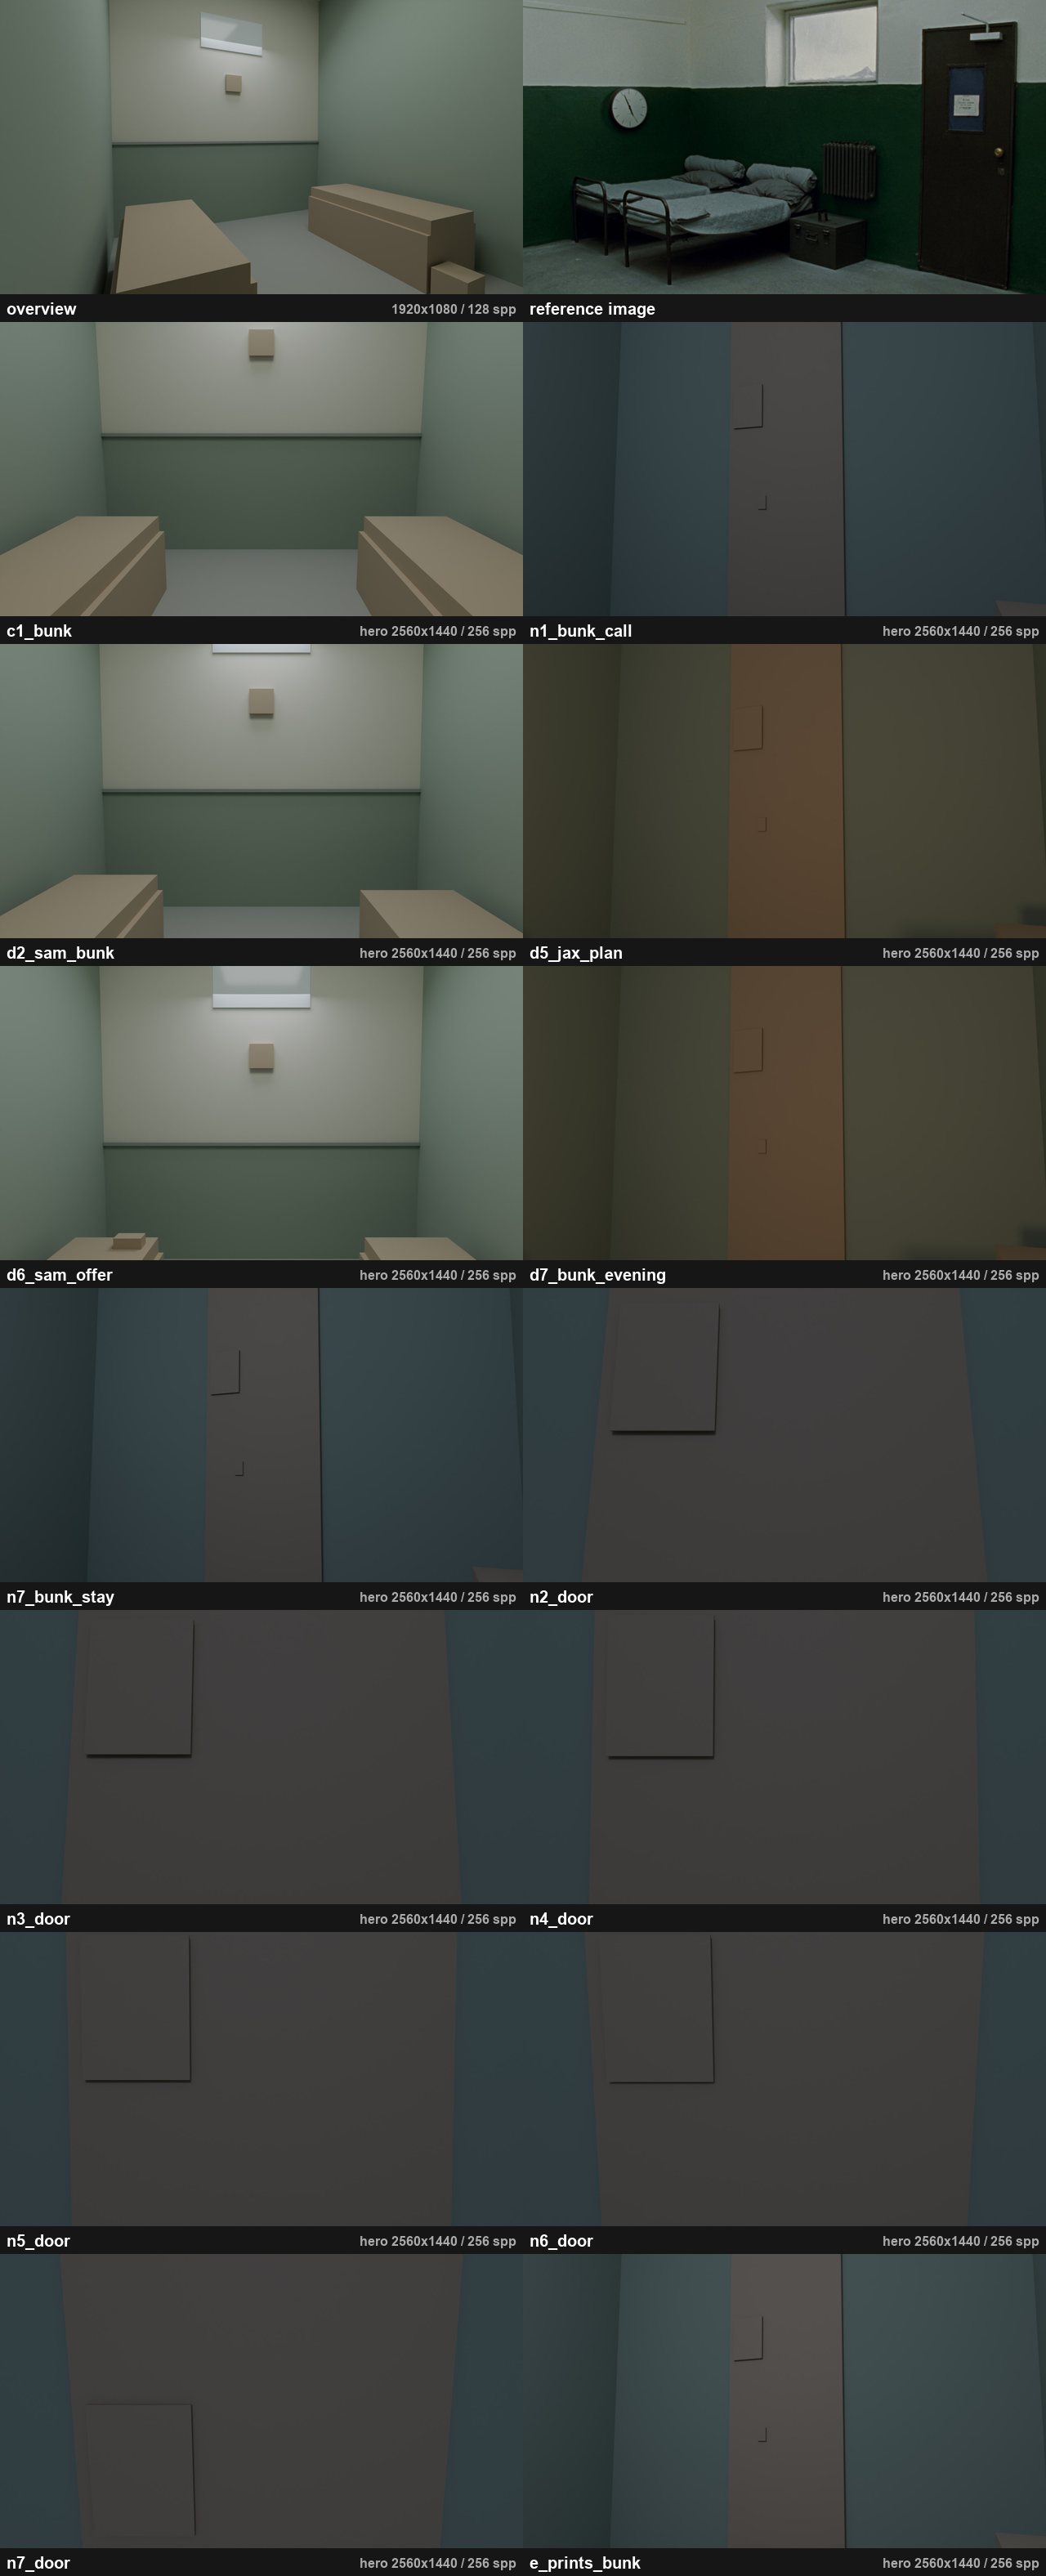 overview 1920x1080 / 128 spp
reference image
c1_bunk hero 2560x1440 / 256 spp
n1_bunk_call hero 2560x1440 / 256 spp
d2_sam_bunk hero 2560x1440 / 256 spp
d5_jax_plan hero 2560x1440 / 256 spp
d6_sam_offer hero 2560x1440 / 256 spp
d7_bunk_evening hero 2560x1440 / 256 spp
n7_bunk_stay hero 2560x1440 / 256 spp
n2_door hero 2560x1440 / 256 spp
n3_door hero 2560x1440 / 256 spp
n4_door hero 2560x1440 / 256 spp
n5_door hero 2560x1440 / 256 spp
n6_door hero 2560x1440 / 256 spp
n7_door hero 2560x1440 / 256 spp
e_prints_bunk hero 2560x1440 / 256 spp